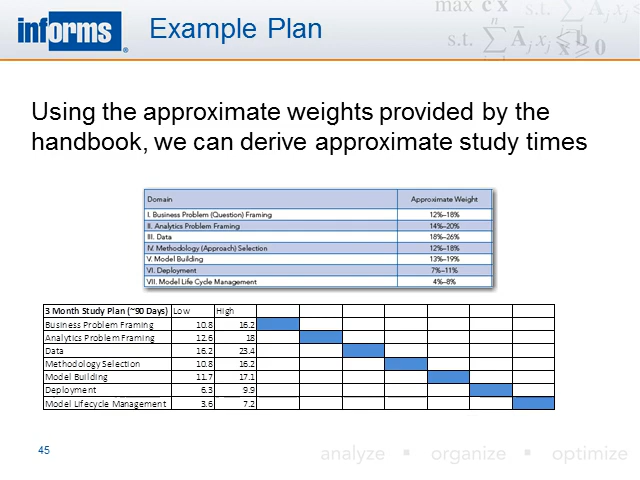 informs®
Example Plan
max c x s.t. ∑ A j x j ≤
s.t. ∑ A j x j ≤ b
n
x ≥ 0
Using the approximate weights provided by the
handbook, we can derive approximate study times
Domain Approximate Weight
I. Business Problem (Question) Framing 12%–18%
II. Analytics Problem Framing 14%–20%
III. Data 18%–26%
IV. Methodology (Approach) Selection 12%–18%
V. Model Building 13%–19%
VI. Deployment 7%–11%
VII. Model Life Cycle Management 4%–8%
3 Month Study Plan (~90 Days) Low High
Business Problem Framing 10.8 16.2
Analytics Problem Framing 12.6 18
Data 16.2 23.4
Methodology Selection 10.8 16.2
Model Building 11.7 17.1
Deployment 6.3 9.9
Model Lifecycle Management 3.6 7.2
45
analyze ▪ organize ▪ optimize